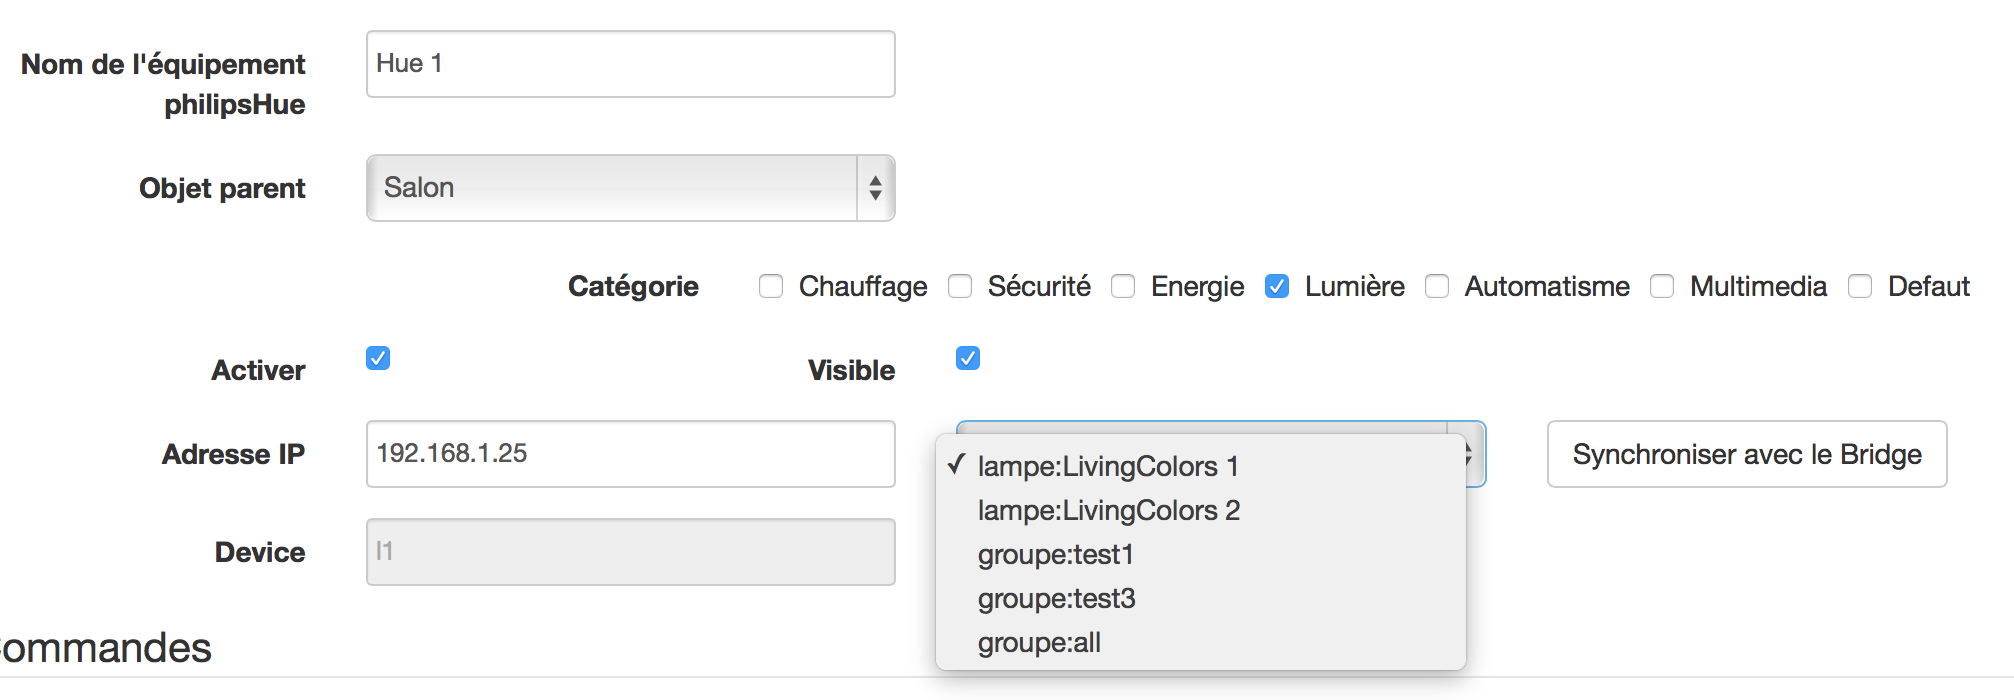 Nom de l'équipement
philipsHue
Hue 1
Objet parent
Salon
Catégorie Chauffage Sécurité Energie Lumière Automatisme Multimedia Defaut
Activer Visible
Adresse IP 192.168.1.25 Synchroniser avec le Bridge
lampe:LivingColors 1
lampe:LivingColors 2
groupe:test1
groupe:test3
groupe:all
Device l1
ommandes